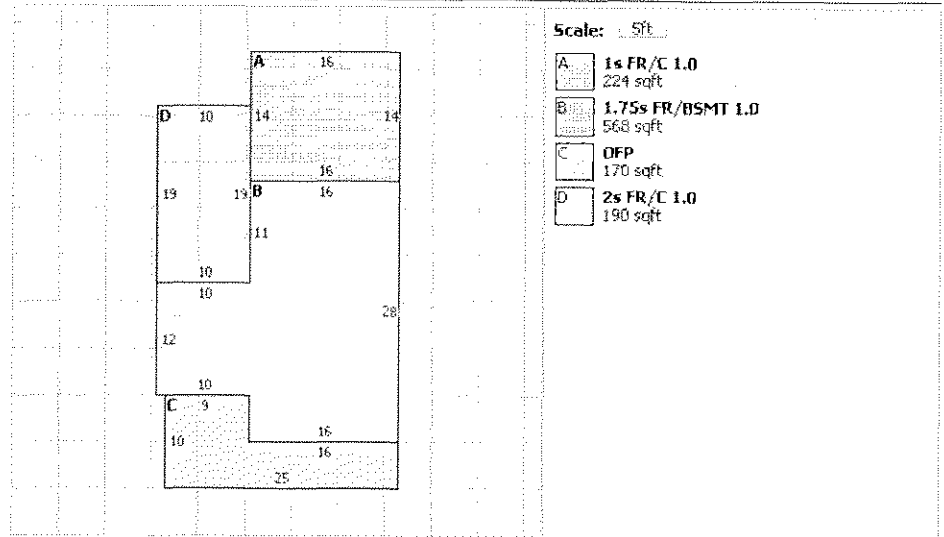 Scale: 5ft
A 1s FR/C 1.0
224 sqft
B 1.75s FR/BSMT 1.0
568 sqft
C OFP
170 sqft
D 2s FR/C 1.0
190 sqft
A 16
D 10 14 14
16
19 19 B 16
11
10
10
28
12
10
C 9
16
10 16
25